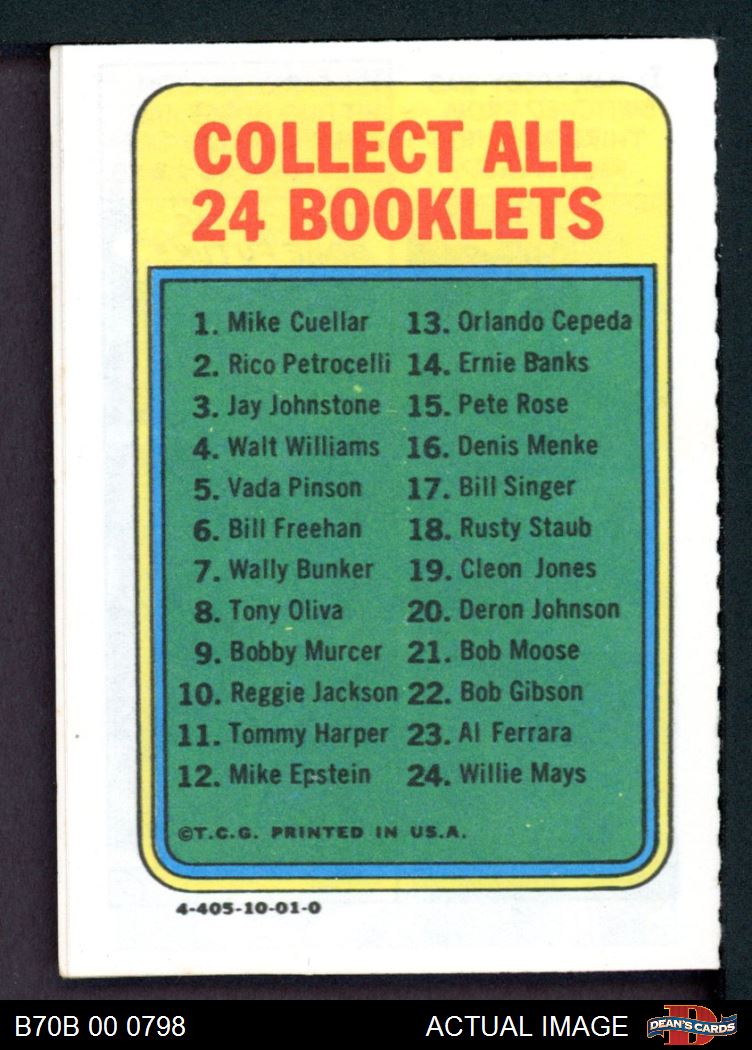 COLLECT ALL
24 BOOKLETS
1. Mike Cuellar
2. Rico Petrocelli
3. Jay Johnstone
4. Walt Williams
5. Vada Pinson
6. Bill Freehan
7. Wally Bunker
8. Tony Oliva
9. Bobby Murcer
10. Reggie Jackson
11. Tommy Harper
12. Mike Epstein
13. Orlando Cepeda
14. Ernie Banks
15. Pete Rose
16. Denis Menke
17. Bill Singer
18. Rusty Staub
19. Cleon Jones
20. Deron Johnson
21. Bob Moose
22. Bob Gibson
23. Al Ferrara
24. Willie Mays
©T.C.G. PRINTED IN U.S.A.
4-405-10-01-0
B70B 00 0798
ACTUAL IMAGE
D
DEAN'S CARDS